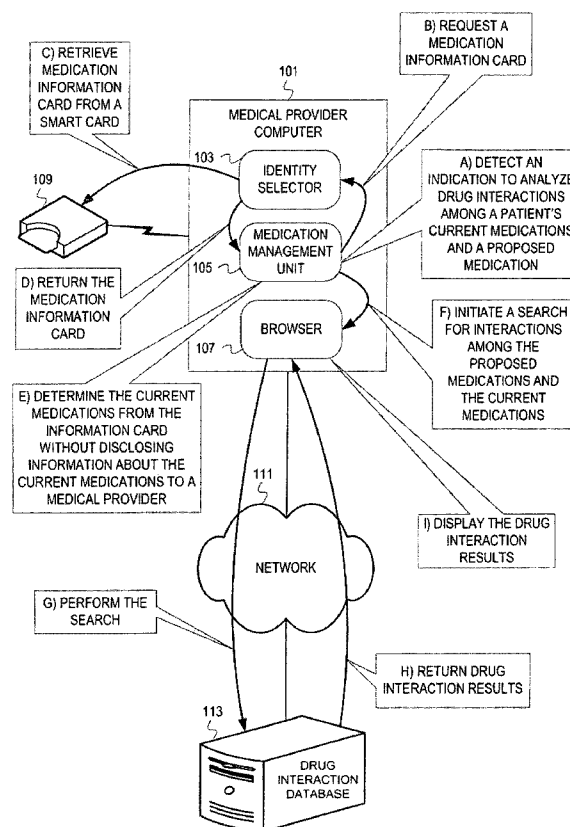 C) RETRIEVE
MEDICATION
INFORMATION
CARD FROM A
SMART CARD
B) REQUEST A
MEDICATION
INFORMATION CARD
101
MEDICAL PROVIDER
COMPUTER
103
IDENTITY
SELECTOR
109
A) DETECT AN
INDICATION TO ANALYZE
DRUG INTERACTIONS
AMONG A PATIENT'S
CURRENT MEDICATIONS
AND A PROPOSED
MEDICATION
MEDICATION
MANAGEMENT
UNIT
105
D) RETURN THE
MEDICATION
INFORMATION
CARD
BROWSER
107
F) INITIATE A SEARCH
FOR INTERACTIONS
AMONG THE
PROPOSED
MEDICATIONS AND
THE CURRENT
MEDICATIONS
E) DETERMINE THE CURRENT
MEDICATIONS FROM THE
INFORMATION CARD
WITHOUT DISCLOSING
INFORMATION ABOUT THE
CURRENT MEDICATIONS TO A
MEDICAL PROVIDER
111
I) DISPLAY THE DRUG
INTERACTION
RESULTS
NETWORK
G) PERFORM THE
SEARCH
H) RETURN DRUG
INTERACTION RESULTS
113
DRUG
INTERACTION
DATABASE